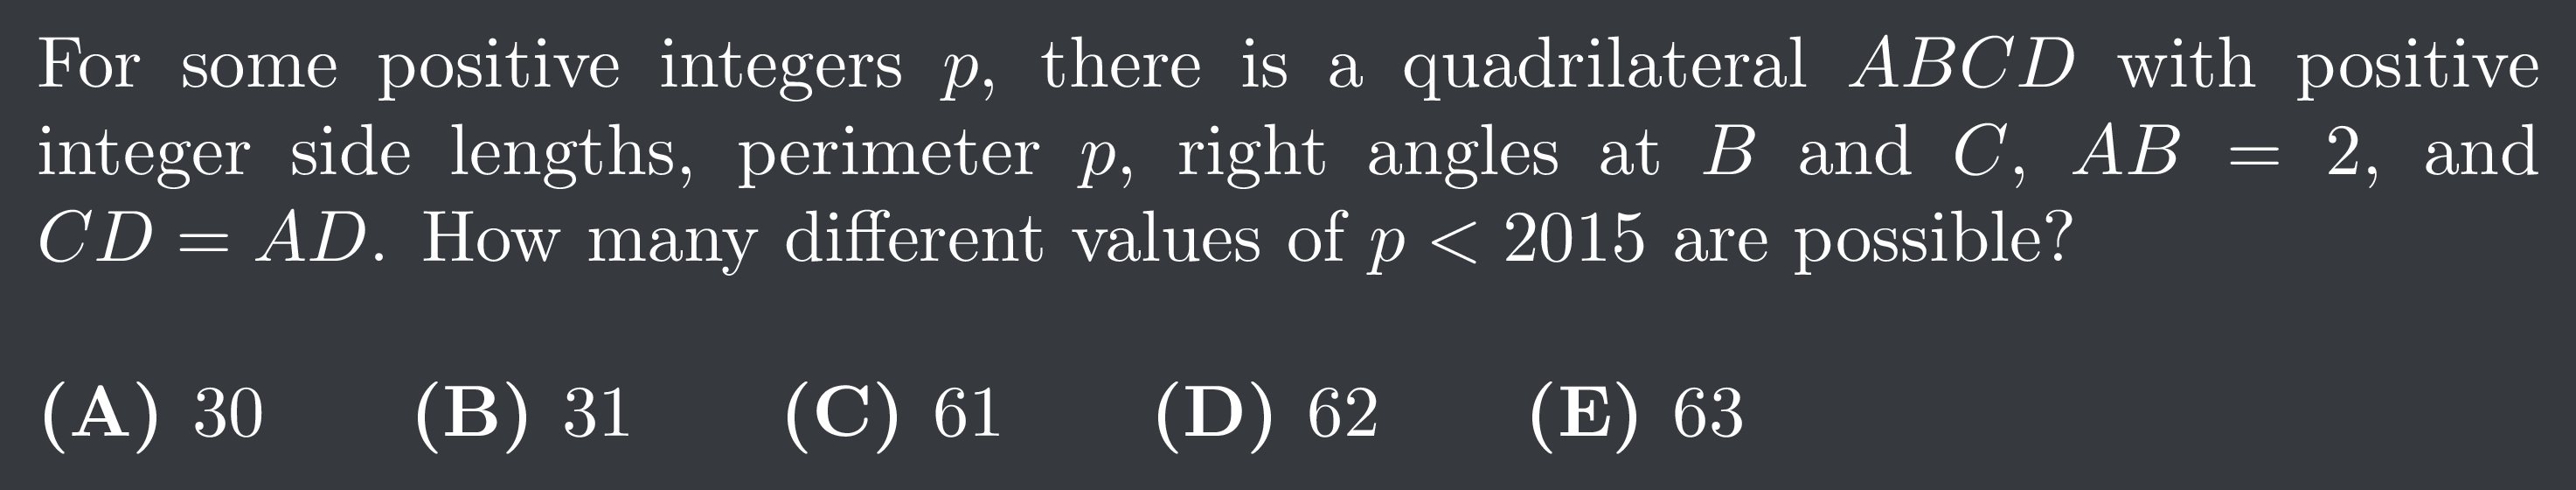 For some positive integers p, there is a quadrilateral ABCD with positive
integer side lengths, perimeter p, right angles at B and C, AB = 2, and
CD = AD. How many different values of p < 2015 are possible?
(A) 30 (B) 31 (C) 61 (D) 62 (E) 63